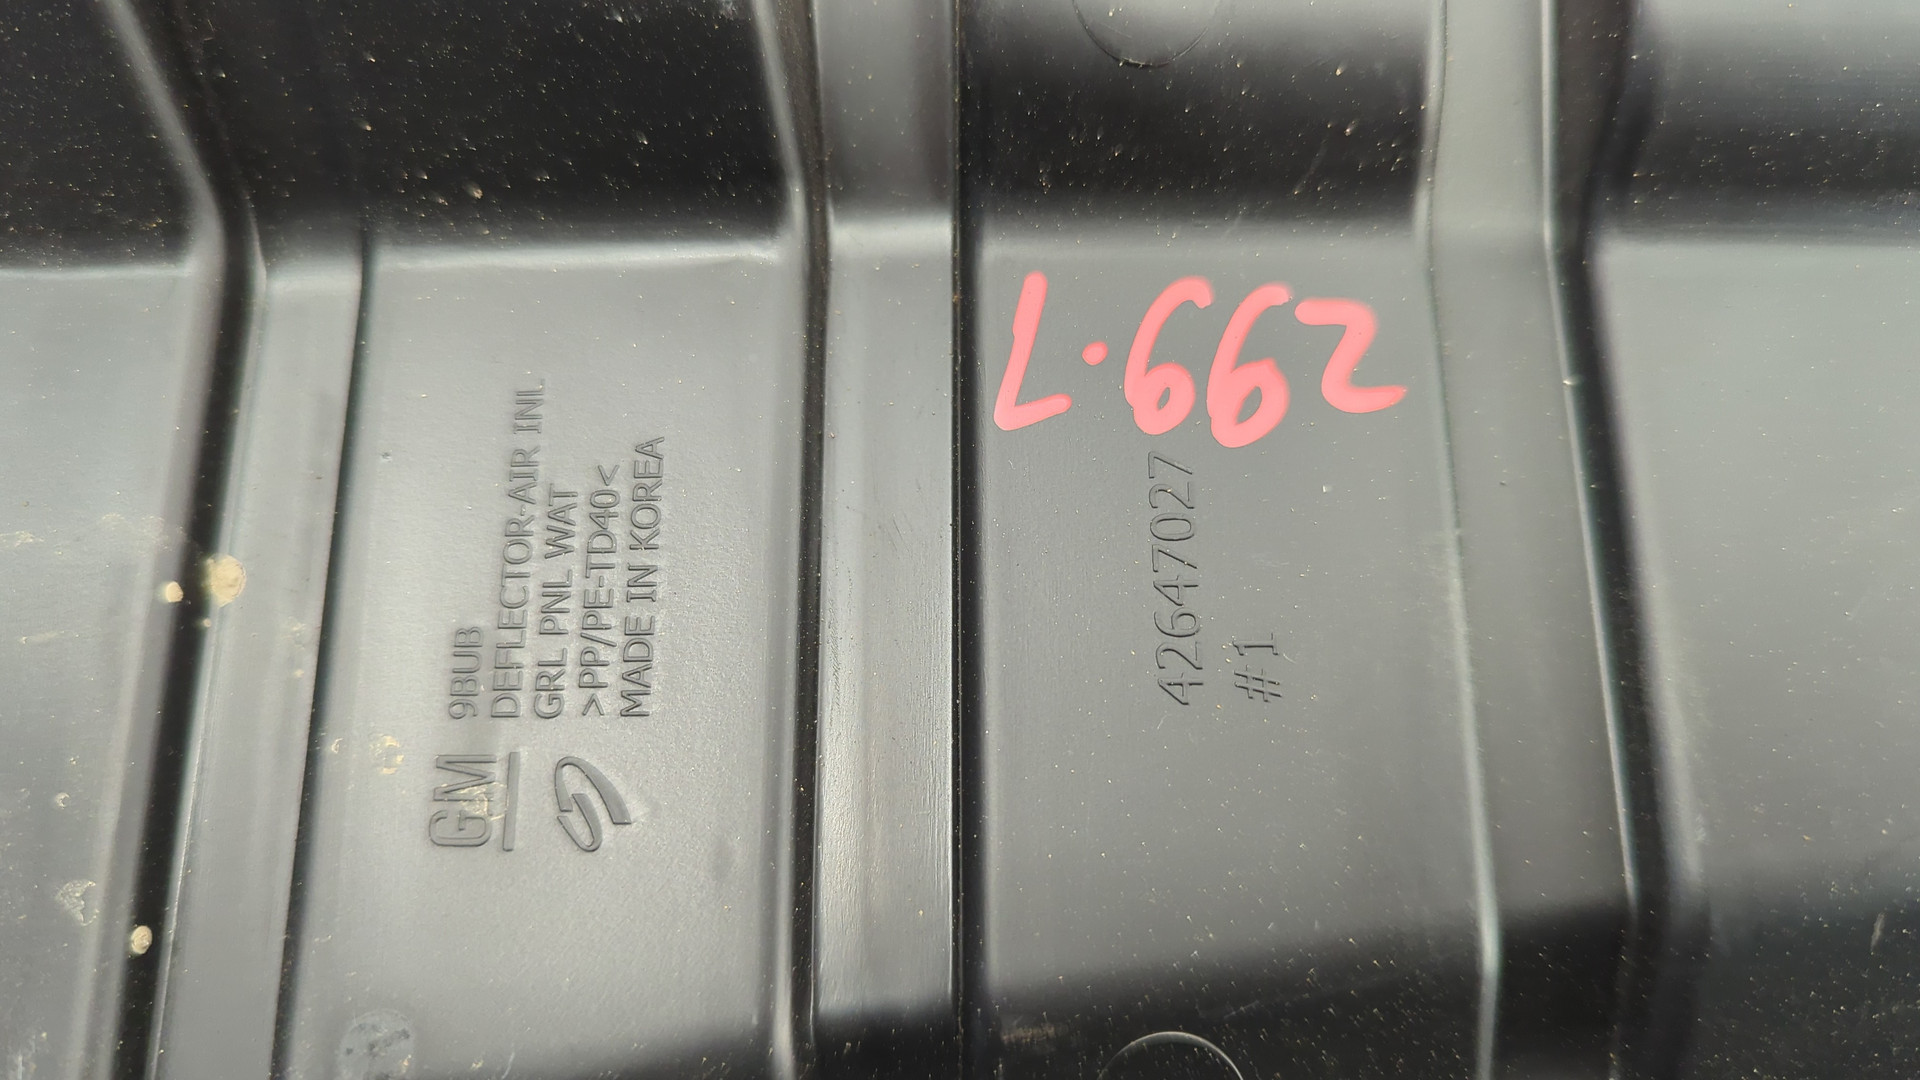 GM
9BUB
DEFLECTOR-AIR INL
GRL PNL WAT
>PP/PE-TD40<
MADE IN KOREA
L·662
42647027
#1